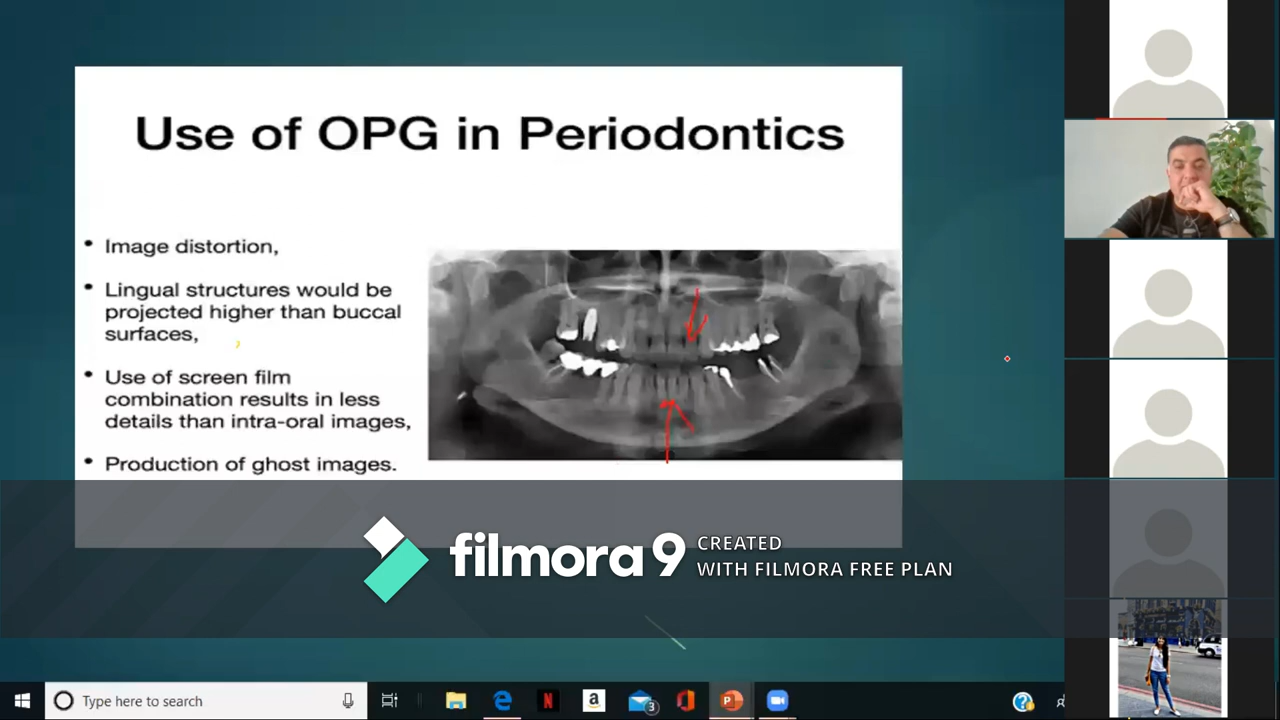 Use of OPG in Periodontics
• Image distortion,
• Lingual structures would be
projected higher than buccal
surfaces,
• Use of screen film
combination results in less
details than intra-oral images,
• Production of ghost images.
filmora9
CREATED
WITH FILMORA FREE PLAN
Type here to search
3